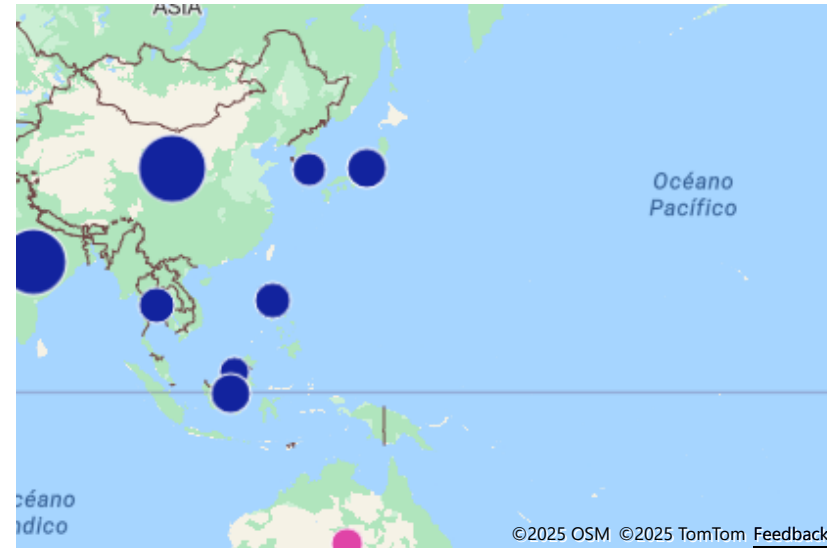 ASIA
Océano
Pacífico
céano
ndico
©2025 OSM ©2025 TomTom Feedback